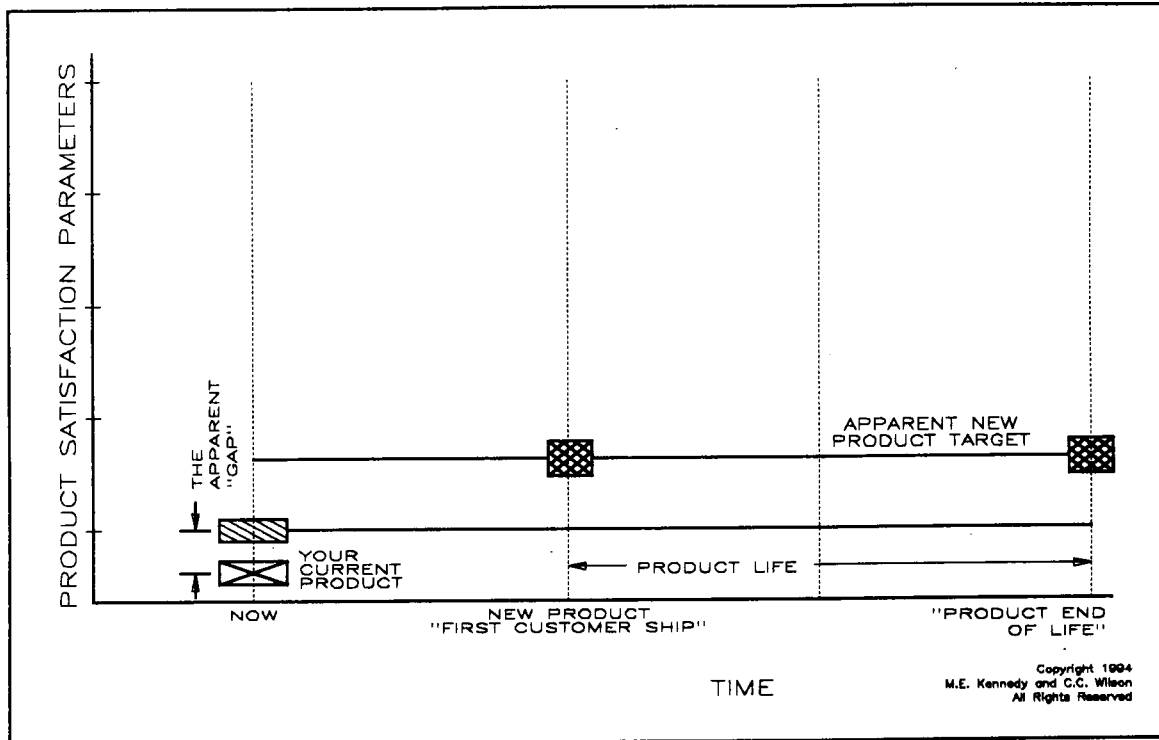 PRODUCT SATISFACTION PARAMETERS
THE
APPARENT
"GAP"
APPARENT NEW
PRODUCT TARGET
YOUR
CURRENT
PRODUCT
PRODUCT LIFE
NOW
NEW PRODUCT
"FIRST CUSTOMER SHIP"
"PRODUCT END
OF LIFE"
TIME
Copyright 1994
M.E. Kennedy and C.C. Wilson
All Rights Reserved